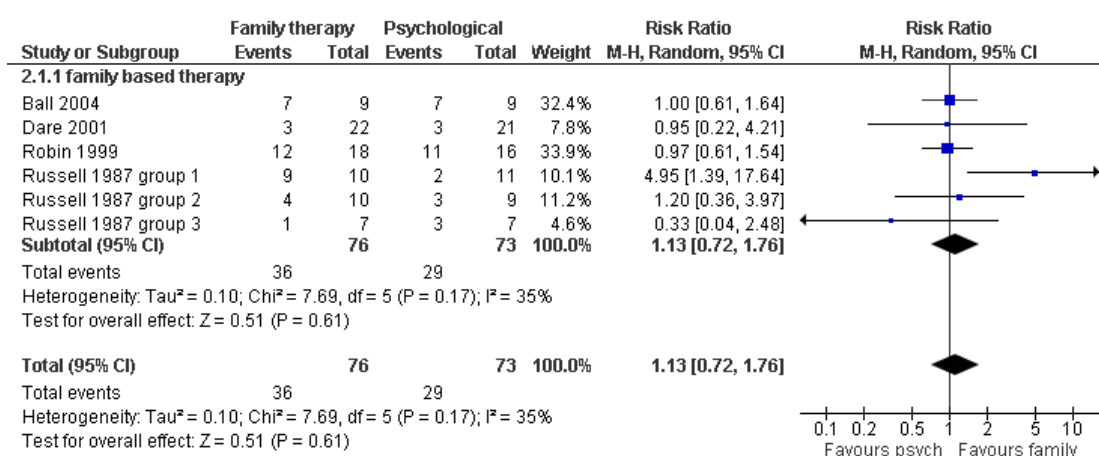 Family therapy Psychological Risk Ratio Risk Ratio
Study or Subgroup Events Total Events Total Weight M-H, Random, 95% CI M-H, Random, 95% CI
2.1.1 family based therapy
Ball 2004 7 9 7 9 32.4% 1.00 [0.61, 1.64]
Dare 2001 3 22 3 21 7.8% 0.95 [0.22, 4.21]
Robin 1999 12 18 11 16 33.9% 0.97 [0.61, 1.54]
Russell 1987 group 1 9 10 2 11 10.1% 4.95 [1.39, 17.64]
Russell 1987 group 2 4 10 3 9 11.2% 1.20 [0.36, 3.97]
Russell 1987 group 3 1 7 3 7 4.6% 0.33 [0.04, 2.48]
Subtotal (95% CI) 76 73 100.0% 1.13 [0.72, 1.76]
Total events 36 29
Heterogeneity: Tau² = 0.10; Chi² = 7.69, df = 5 (P = 0.17); I² = 35%
Test for overall effect: Z = 0.51 (P = 0.61)
Total (95% CI) 76 73 100.0% 1.13 [0.72, 1.76]
Total events 36 29
Heterogeneity: Tau² = 0.10; Chi² = 7.69, df = 5 (P = 0.17); I² = 35%
Test for overall effect: Z = 0.51 (P = 0.61)
0.1 0.2 0.5 1 2 5 10
Favours psych Favours family